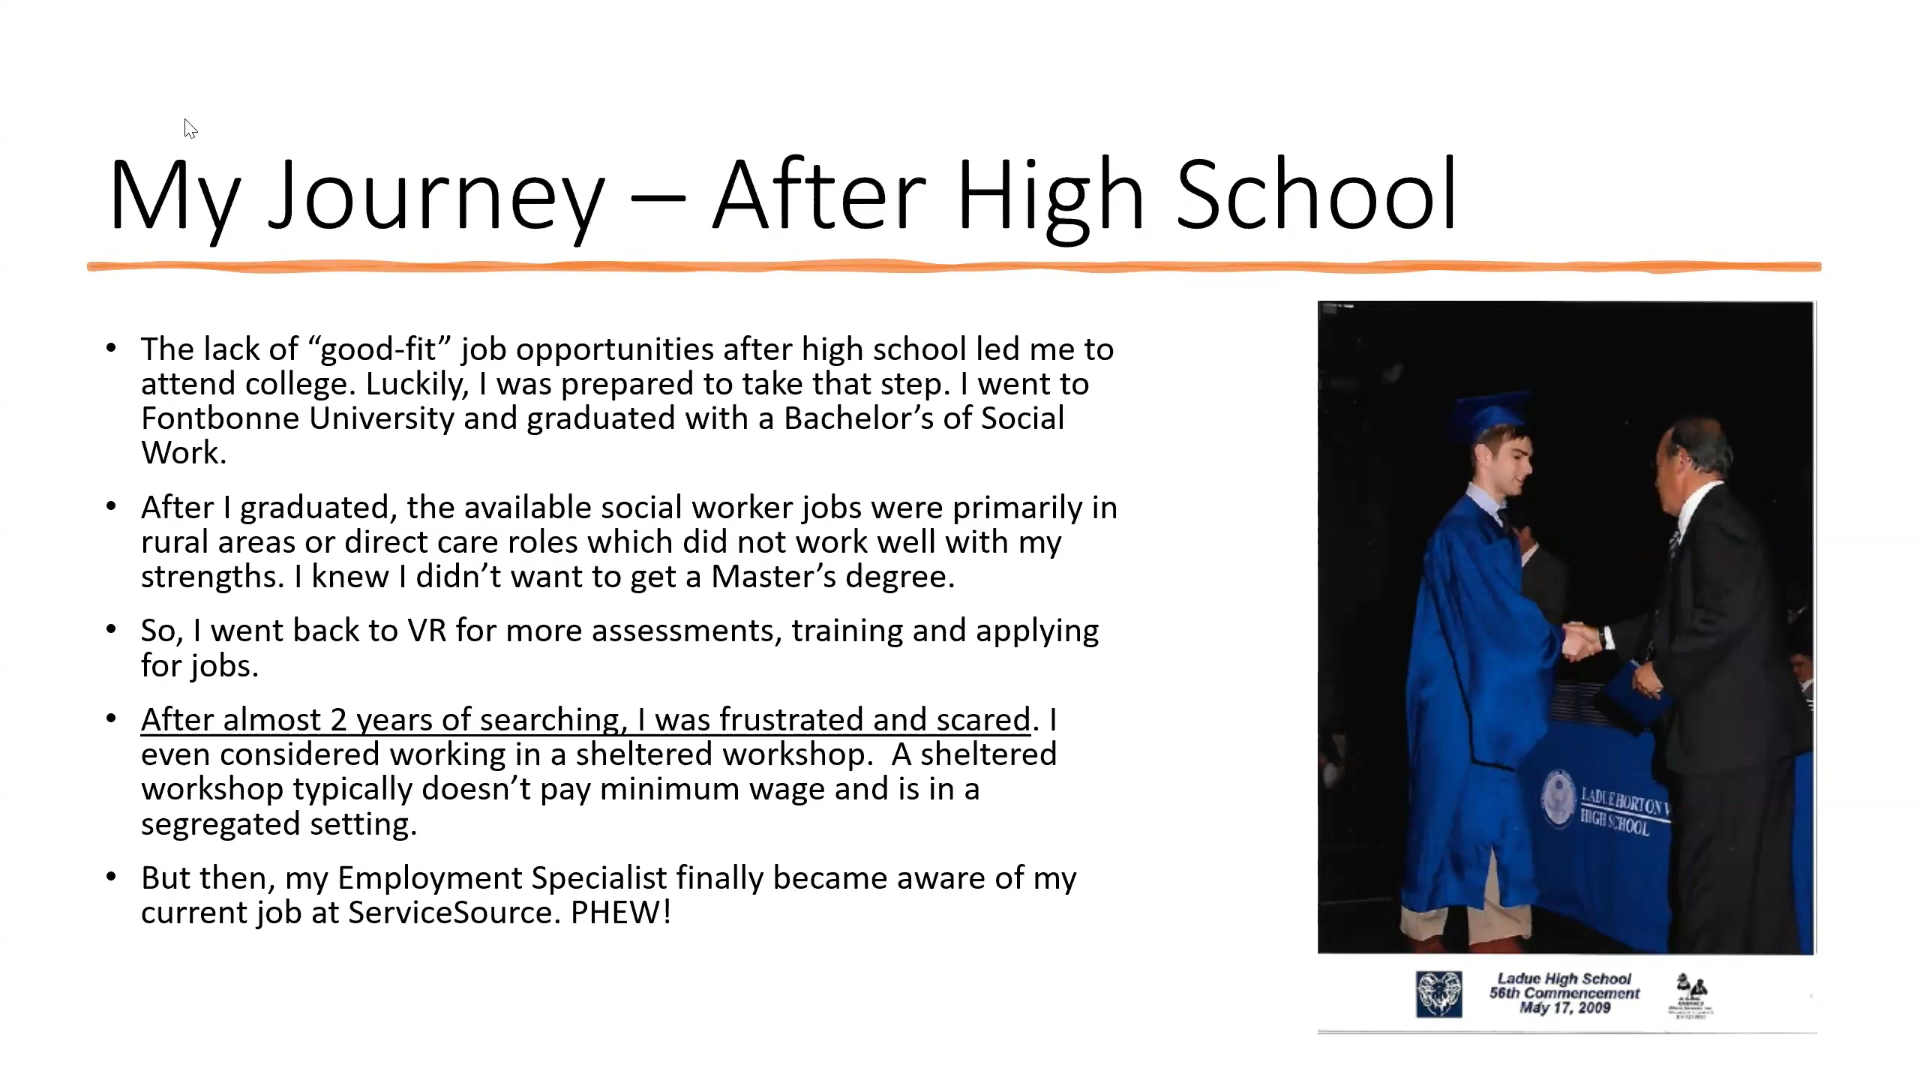 My Journey – After High School
• The lack of “good-fit” job opportunities after high school led me to
attend college. Luckily, I was prepared to take that step. I went to
Fontbonne University and graduated with a Bachelor’s of Social
Work.
• After I graduated, the available social worker jobs were primarily in
rural areas or direct care roles which did not work well with my
strengths. I knew I didn’t want to get a Master’s degree.
• So, I went back to VR for more assessments, training and applying
for jobs.
• After almost 2 years of searching, I was frustrated and scared. I
even considered working in a sheltered workshop.  A sheltered
workshop typically doesn’t pay minimum wage and is in a
segregated setting.
• But then, my Employment Specialist finally became aware of my
current job at ServiceSource. PHEW!
LADUE HORTON
HIGH SCHOOL
Ladue High School
56th Commencement
May 17, 2009